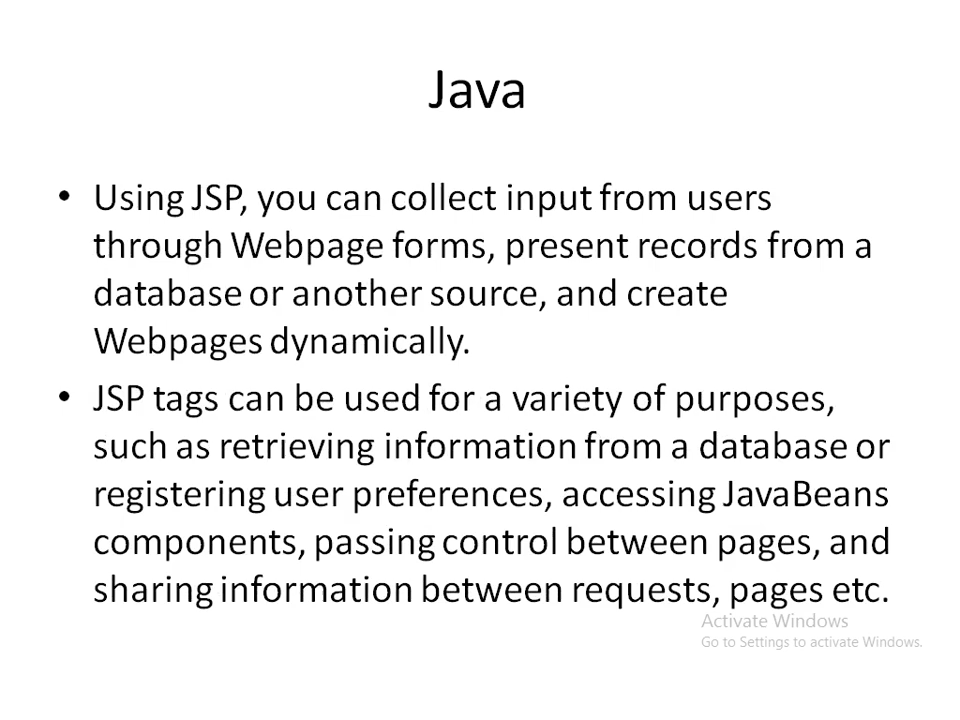 Java
• Using JSP, you can collect input from users
through Webpage forms, present records from a
database or another source, and create
Webpages dynamically.
• JSP tags can be used for a variety of purposes,
such as retrieving information from a database or
registering user preferences, accessing JavaBeans
components, passing control between pages, and
sharing information between requests, pages etc.
Activate Windows
Go to Settings to activate Windows.